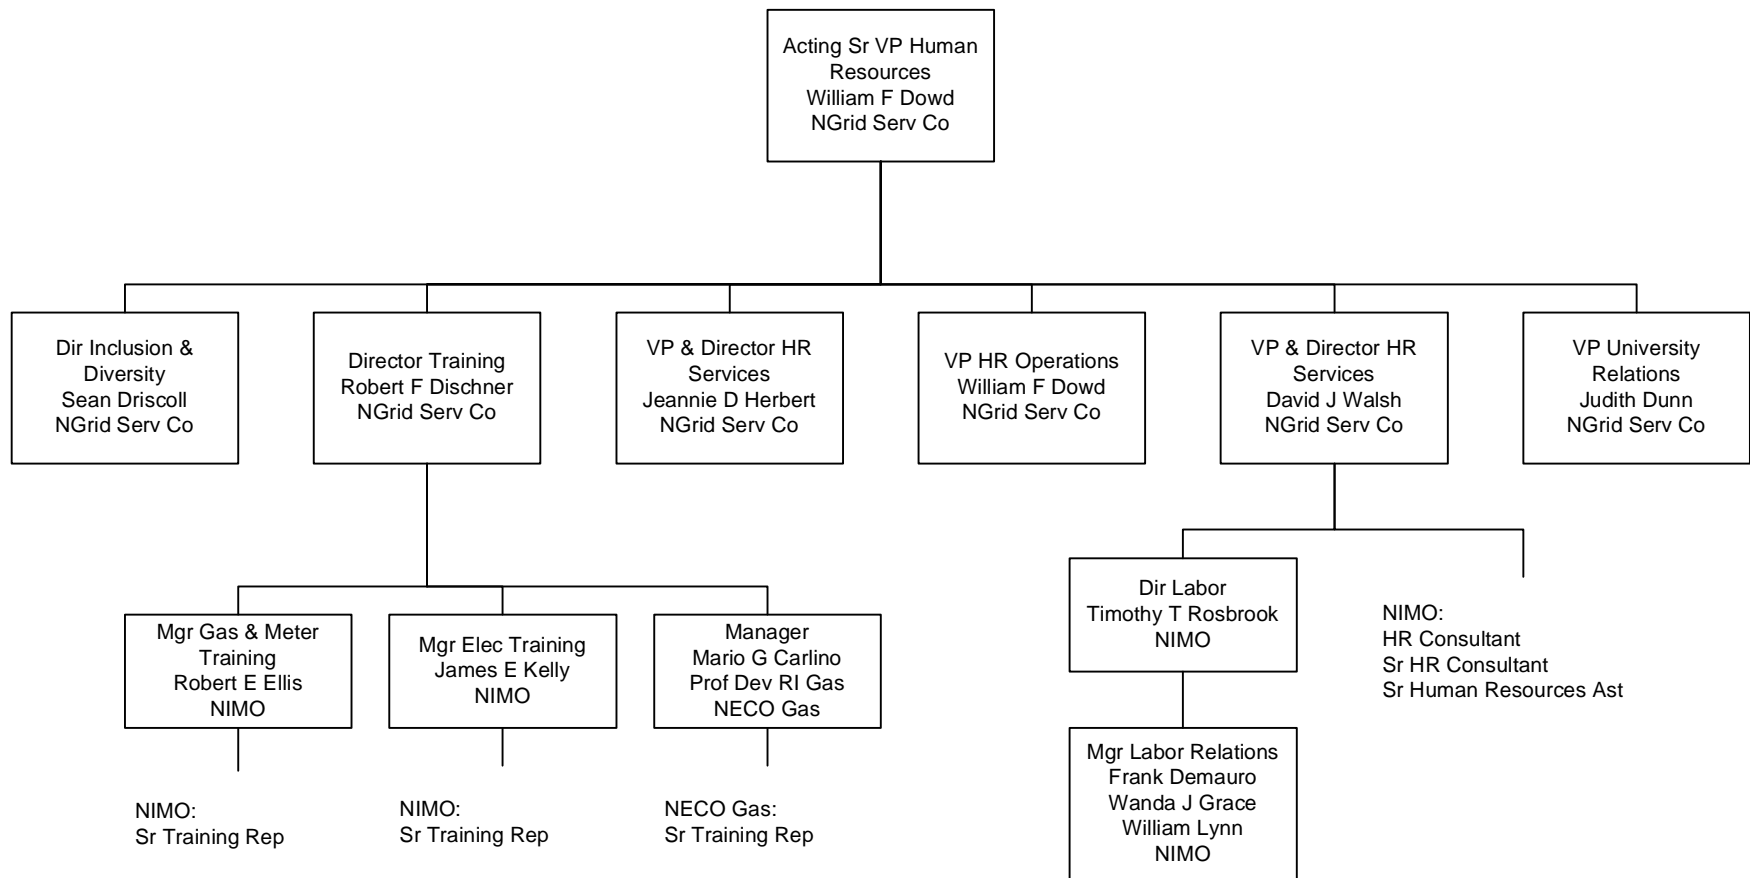 Acting Sr VP Human
Resources
William F Dowd
NGrid Serv Co
Dir Inclusion &
Diversity
Sean Driscoll
NGrid Serv Co
Director Training
Robert F Dischner
NGrid Serv Co
VP & Director HR
Services
Jeannie D Herbert
NGrid Serv Co
VP HR Operations
William F Dowd
NGrid Serv Co
VP & Director HR
Services
David J Walsh
NGrid Serv Co
VP University
Relations
Judith Dunn
NGrid Serv Co
Mgr Gas & Meter
Training
Robert E Ellis
NIMO
Mgr Elec Training
James E Kelly
NIMO
Manager
Mario G Carlino
Prof Dev RI Gas
NECO Gas
Dir Labor
Timothy T Rosbrook
NIMO
NIMO:
HR Consultant
Sr HR Consultant
Sr Human Resources Ast
NIMO:
Sr Training Rep
NIMO:
Sr Training Rep
NECO Gas:
Sr Training Rep
Mgr Labor Relations
Frank Demauro
Wanda J Grace
William Lynn
NIMO